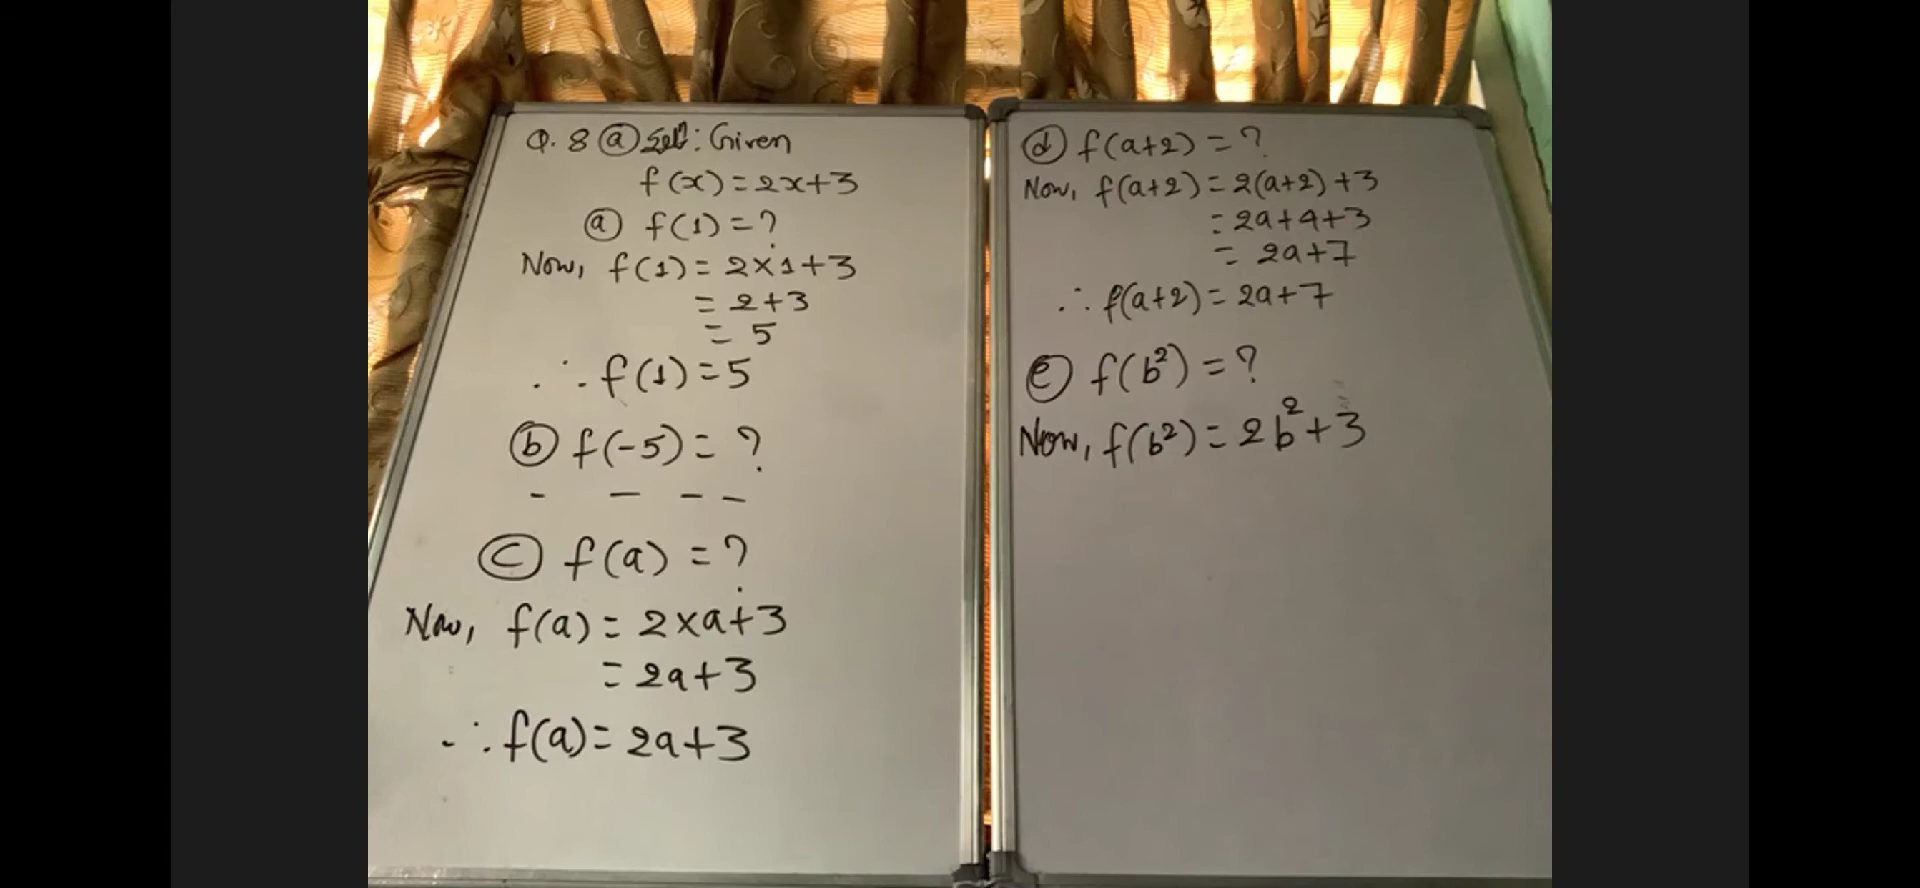 Q. 8 (a) Sol: Given
f(x) = 2x+3
(a) f(1) = ?
Now, f(1) = 2×1+3
= 2+3
= 5
∴ f(1) = 5
(b) f(-5) = ?
- - - -
(c) f(a) = ?
Now, f(a) = 2×a+3
= 2a+3
∴ f(a) = 2a+3
(d) f(a+2) = ?
Now, f(a+2) = 2(a+2)+3
= 2a+4+3
= 2a+7
∴ f(a+2) = 2a+7
(e) f(b²) = ?
Now, f(b²) = 2b²+3